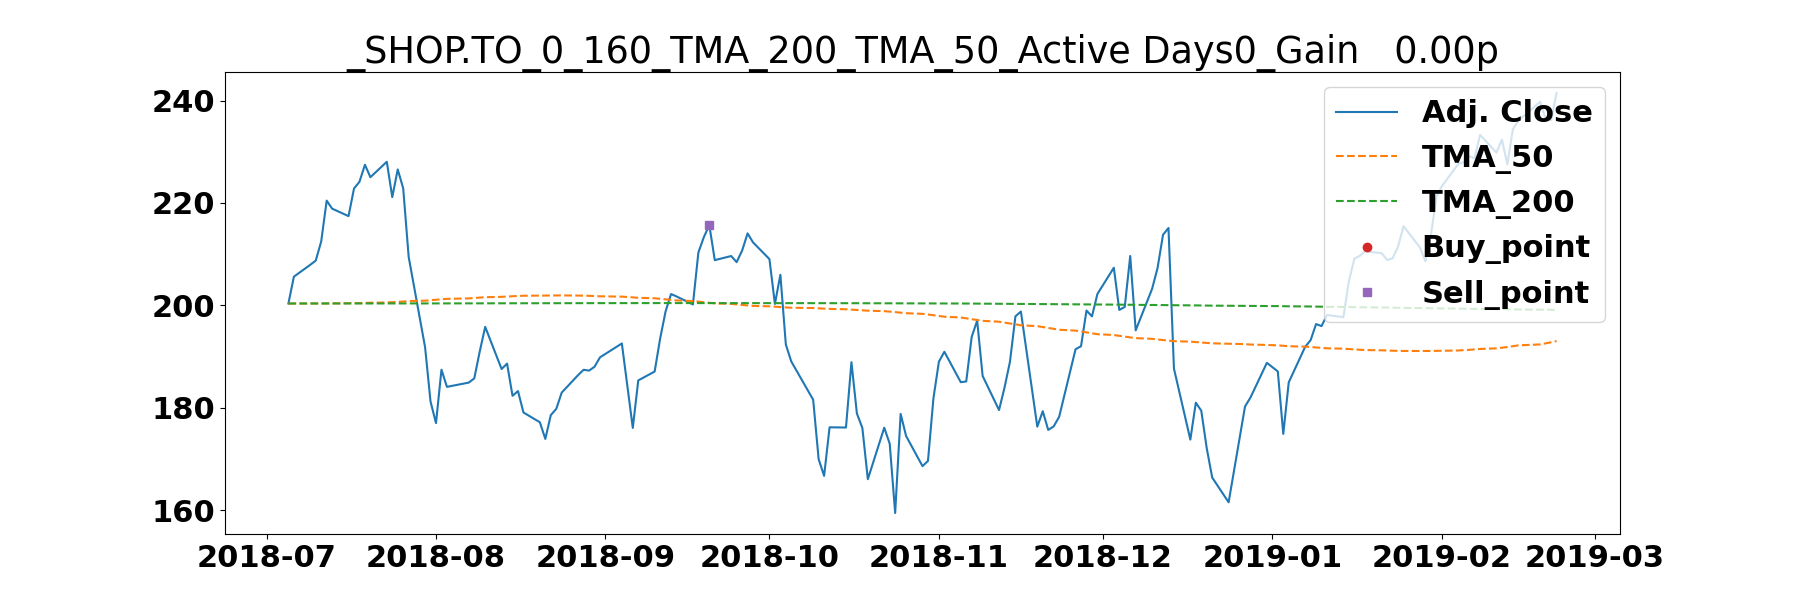 _SHOP.TO_0_160_TMA_200_TMA_50_Active Days0_Gain   0.00p
240
220
200
180
160
Adj. Close
TMA_50
TMA_200
Buy_point
Sell_point
2018-07 2018-08 2018-09 2018-10 2018-11 2018-12 2019-01 2019-02 2019-03